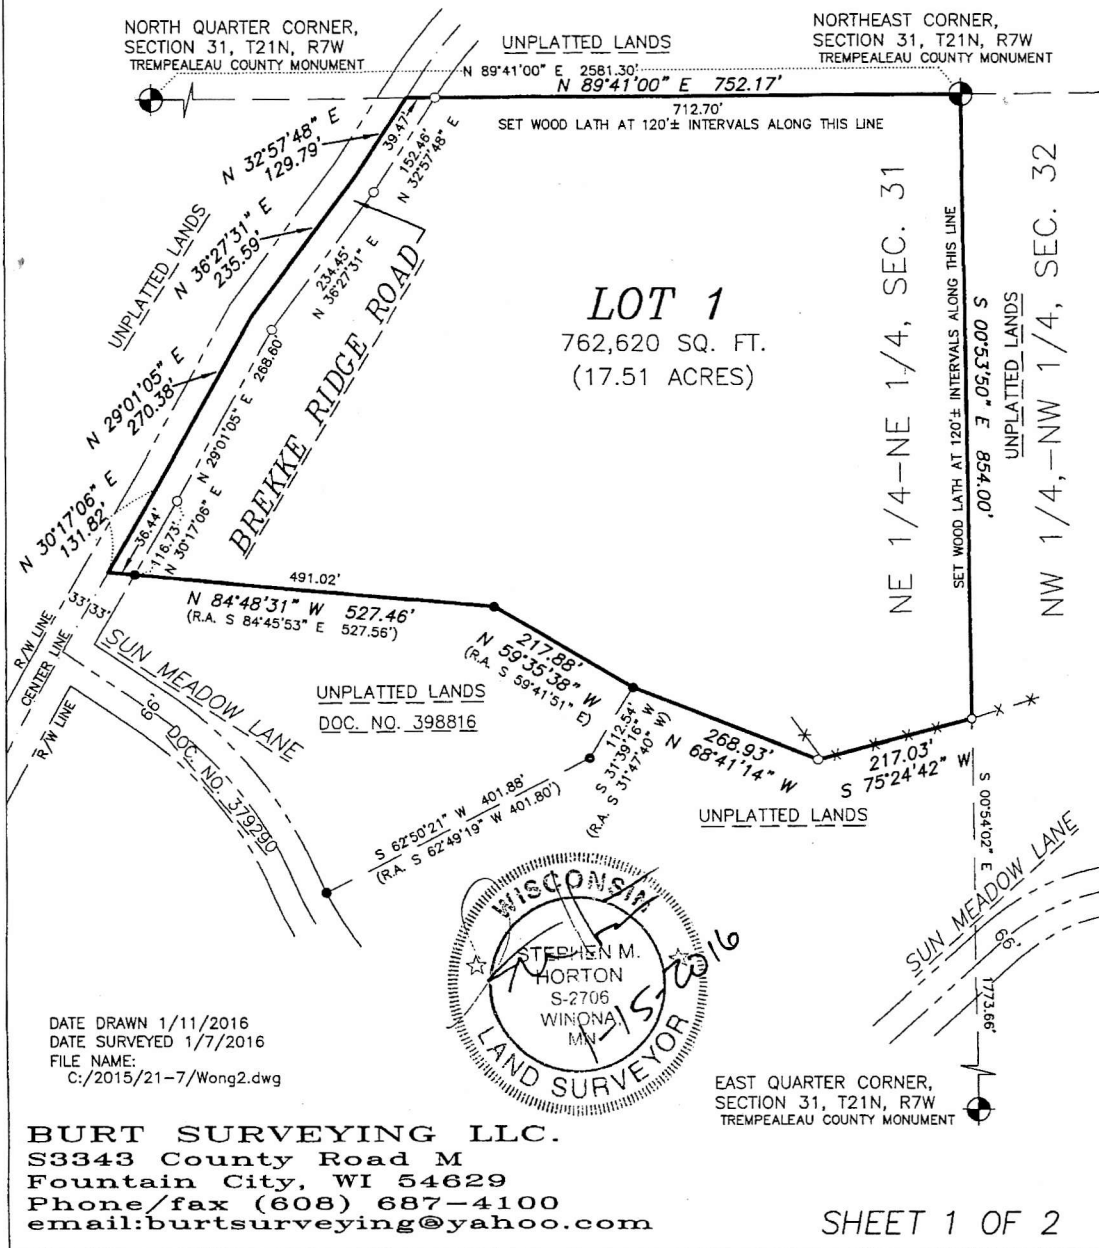 NORTH QUARTER CORNER,
SECTION 31, T21N, R7W
TREMPEALEAU COUNTY MONUMENT
UNPLATTED LANDS
NORTHEAST CORNER,
SECTION 31, T21N, R7W
TREMPEALEAU COUNTY MONUMENT
N 89°41'00" E 2581.30'
N 89°41'00" E 752.17'
712.70'
SET WOOD LATH AT 120'± INTERVALS ALONG THIS LINE
N 32°57'48" E
129.79'
39.47'
152.46'
N 32°57'48" E
UNPLATTED LANDS
N 36°27'31" E
235.59'
234.45'
N 36°27'31" E
BREKKE RIDGE ROAD
LOT 1
762,620 SQ. FT.
(17.51 ACRES)
NE 1/4-NE 1/4, SEC. 31
SET WOOD LATH AT 120'± INTERVALS ALONG THIS LINE
S 00°53'50" E 854.00'
UNPLATTED LANDS
NW 1/4,-NW 1/4, SEC. 32
N 29°01'05" E
270.38'
268.60'
N 29°01'05" E
N 30°17'06" E
131.82'
36.44'
116.73'
N 30°17'06" E
491.02'
N 84°48'31" W 527.46'
(R.A. S 84°45'53" E 527.56')
33'
33'
R/W LINE
CENTER LINE
R/W LINE
SUN MEADOW LANE
66'
DOC. NO. 379290
UNPLATTED LANDS
DOC. NO. 398816
217.88'
N 59°35'38" W
(R.A. S 59°41'51" E)
112.54'
S 31°39'16" W
(R.A. S 31°47'40" W)
268.93'
N 68°41'14" W
217.03'
S 75°24'42" W
UNPLATTED LANDS
S 62°50'21" W 401.88'
(R.A. S 62°49'19" W 401.80')
S 00°54'02" E
1773.66'
SUN MEADOW LANE
66'
WISCONSIN
STEPHEN M.
HORTON
S-2706
WINONA,
MN
LAND SURVEYOR
1-15-2016
DATE DRAWN 1/11/2016
DATE SURVEYED 1/7/2016
FILE NAME:
C:/2015/21-7/Wong2.dwg
EAST QUARTER CORNER,
SECTION 31, T21N, R7W
TREMPEALEAU COUNTY MONUMENT
BURT SURVEYING LLC.
S3343 County Road M
Fountain City, WI 54629
Phone/fax (608) 687-4100
email:burtsurveying@yahoo.com
SHEET 1 OF 2